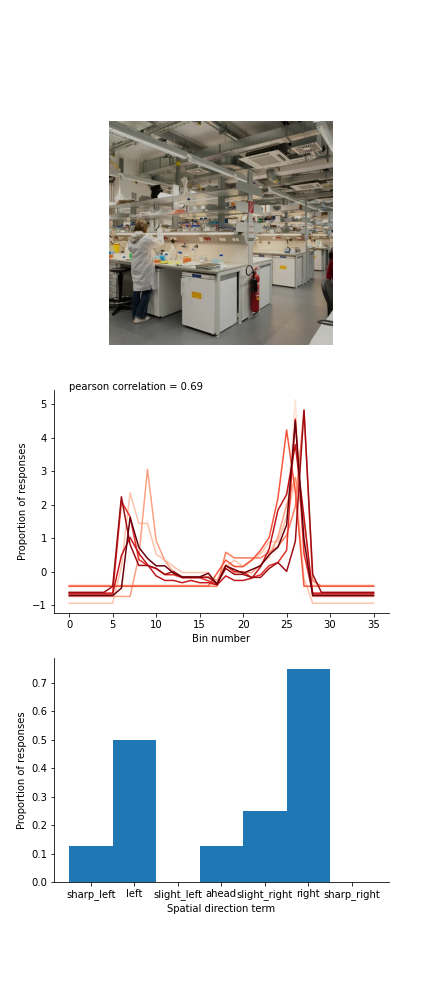 pearson correlation = 0.69
5
4
3
2
1
0
−1
Proportion of responses
0 5 10 15 20 25 30 35
Bin number
0.7
0.6
0.5
0.4
0.3
0.2
0.1
0.0
Proportion of responses
sharp_left left slight_left ahead slight_right right sharp_right
Spatial direction term